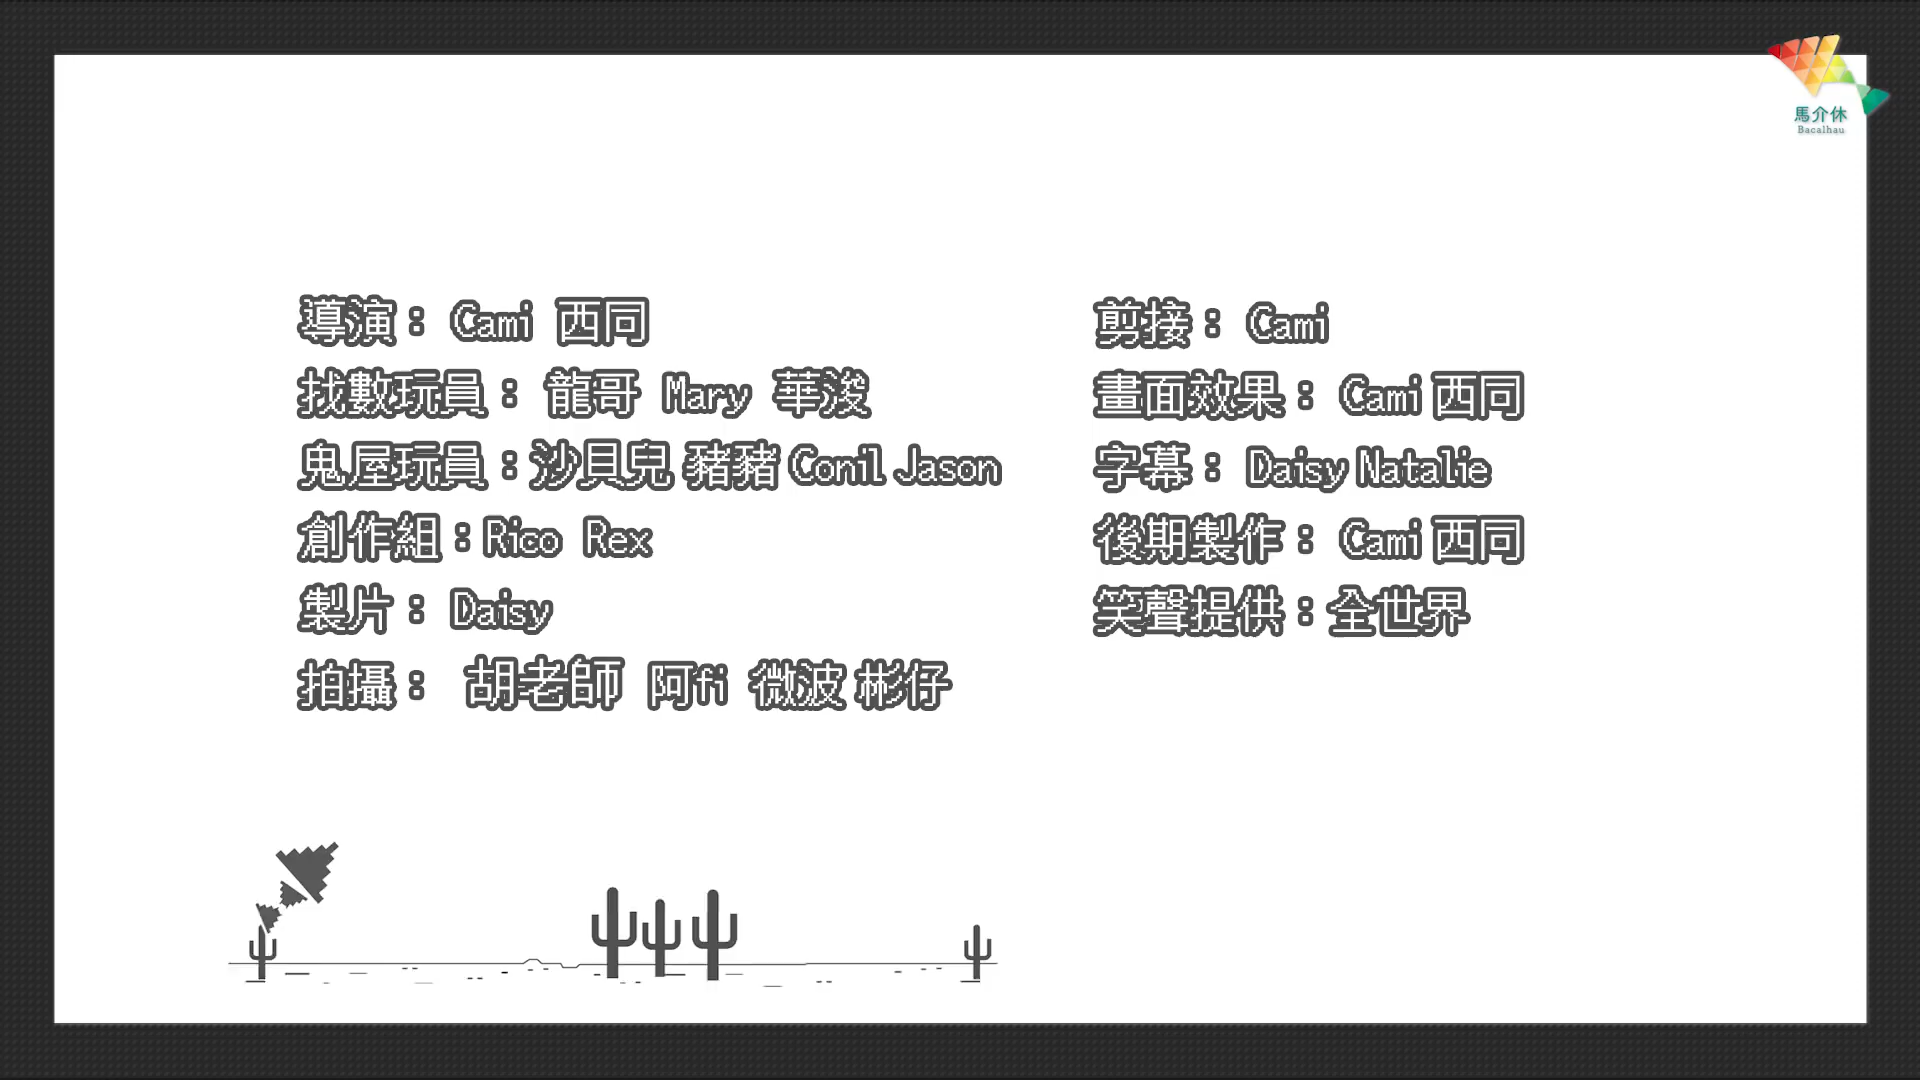 馬介休
Bacalhau
導演： Cami 西同
找數玩員： 龍哥 Mary 華浚
鬼屋玩員：沙貝兒 豬豬 Conil Jason
創作組：Rico Rex
製片： Daisy
拍攝： 胡老師 阿fi 微波 彬仔
剪接： Cami
畫面效果： Cami 西同
字幕： Daisy Natalie
後期製作： Cami 西同
笑聲提供：全世界